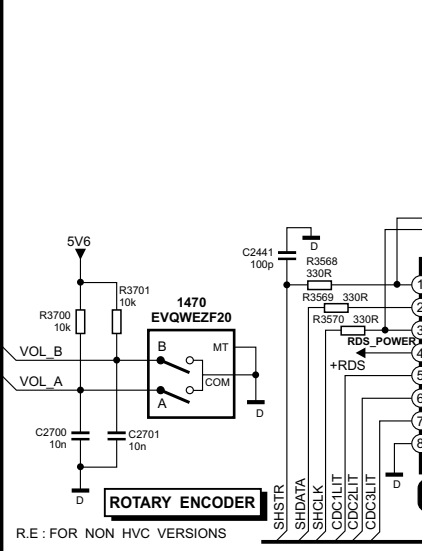 5V6
D
C2441
100p
R3568
330R
1
R3701
10k
R3569 330R
2
1470
EVQWEZF20
R3700
10k
R3570 330R
3
RDS_POWER
4
VOL_B
B
MT
+RDS
5
VOL_A
COM
A
6
D
7
C2700
10n
C2701
10n
8
D
D
ROTARY ENCODER
SHSTR
SHDATA
SHCLK
CDC1LIT
CDC2LIT
CDC3LIT
R.E : FOR NON HVC VERSIONS